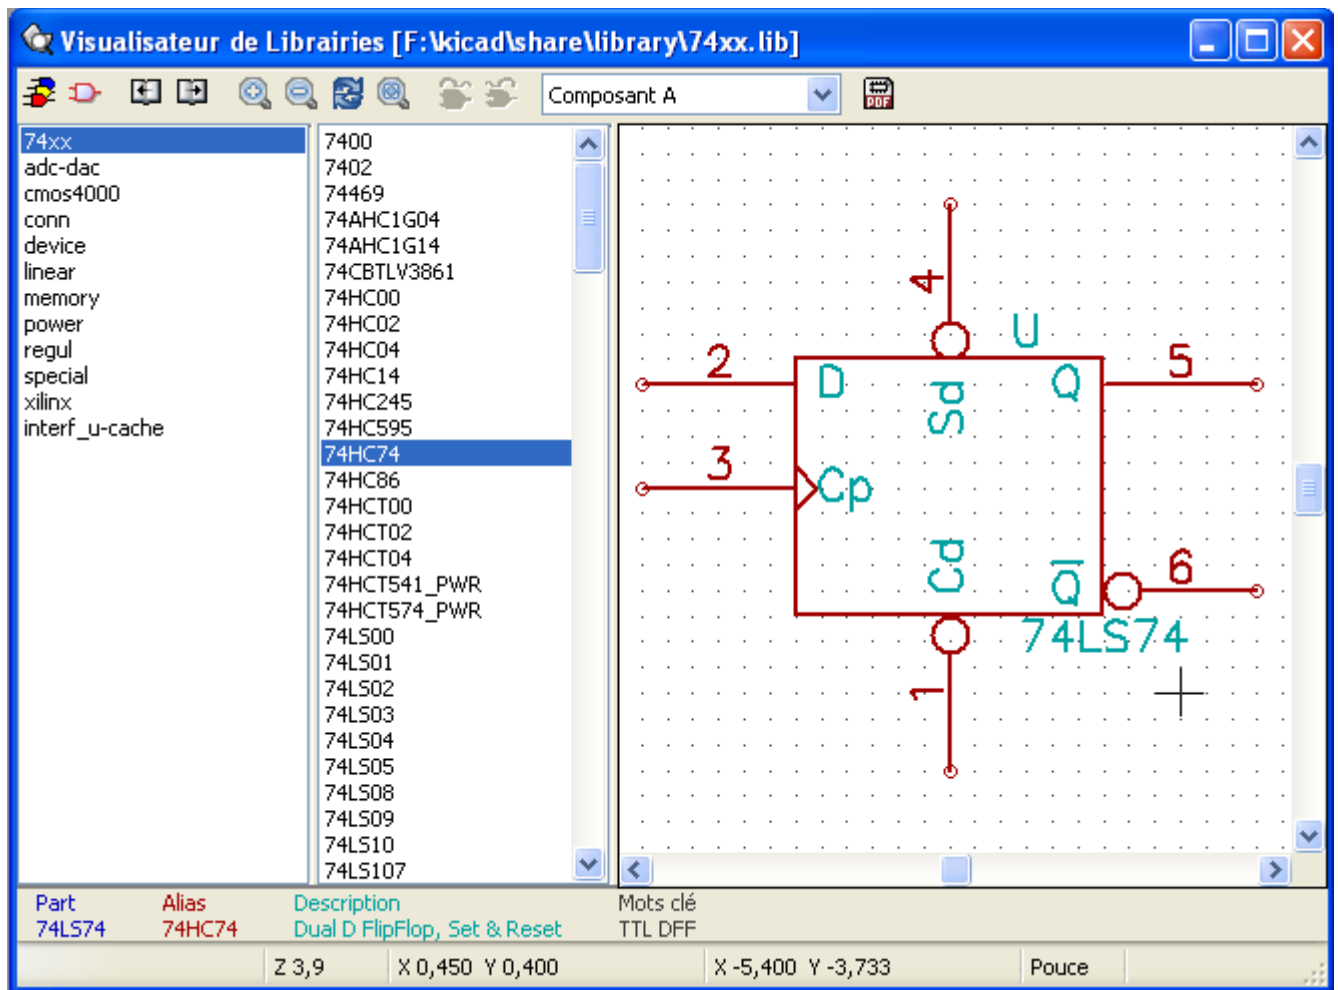 Visualisateur de Librairies [F:\kicad\share\library\74xx.lib]
Composant A
PDF
74xx
adc-dac
cmos4000
conn
device
linear
memory
power
regul
special
xilinx
interf_u-cache
7400
7402
74469
74AHC1G04
74AHC1G14
74CBTLV3861
74HC00
74HC02
74HC04
74HC14
74HC245
74HC595
74HC74
74HC86
74HCT00
74HCT02
74HCT04
74HCT541_PWR
74HCT574_PWR
74LS00
74LS01
74LS02
74LS03
74LS04
74LS05
74LS08
74LS09
74LS10
74LS107
4
U
2
5
D
Sd
Q
3
Cp
Cd
Q̅
6
74LS74
1
Part Alias Description Mots clé
74LS74 74HC74 Dual D FlipFlop, Set & Reset TTL DFF
Z 3,9 X 0,450 Y 0,400 X -5,400 Y -3,733 Pouce